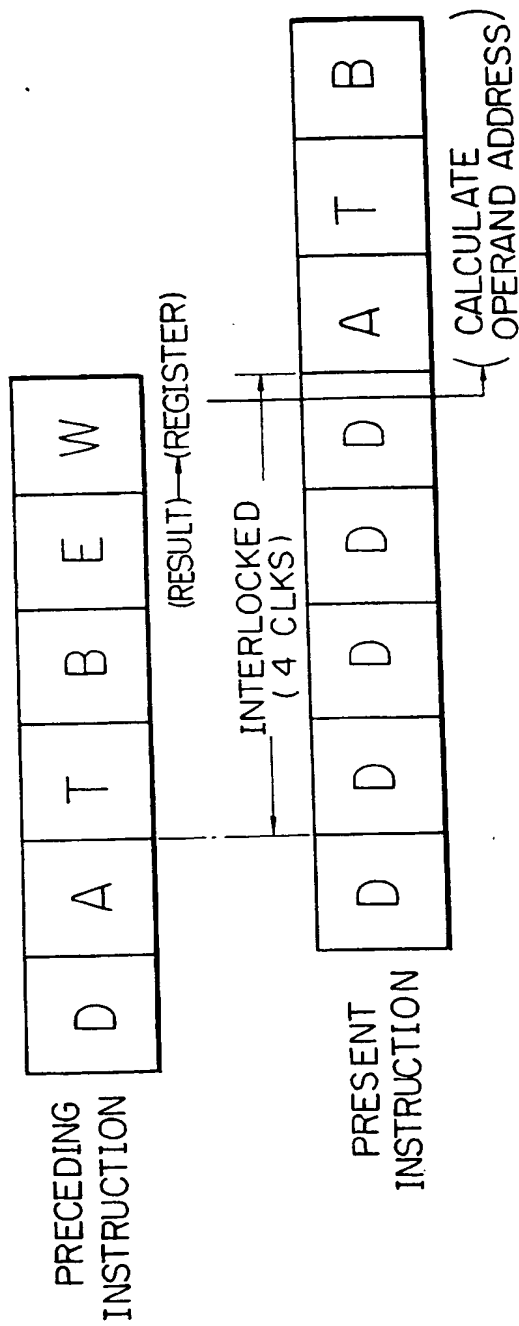 PRECEDING
INSTRUCTION
D A T B E W
(RESULT)→(REGISTER)
INTERLOCKED
(4 CLKS)
PRESENT
INSTRUCTION
D D D D D A T B
(CALCULATE
OPERAND ADDRESS)